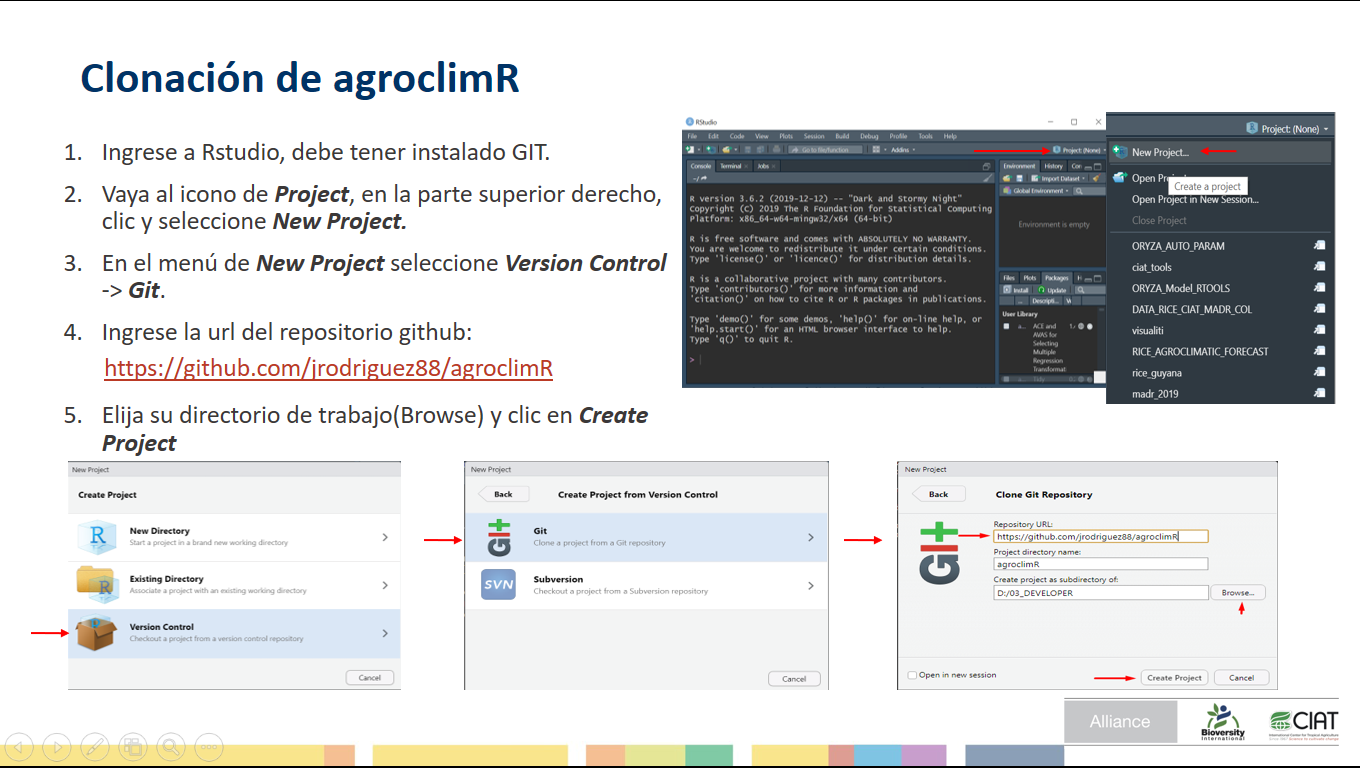 Clonación de agroclimR
1. Ingrese a Rstudio, debe tener instalado GIT.
2. Vaya al icono de Project, en la parte superior derecho,
clic y seleccione New Project.
3. En el menú de New Project seleccione Version Control
-> Git.
4. Ingrese la url del repositorio github:
https://github.com/jrodriguez88/agroclimR
5. Elija su directorio de trabajo(Browse) y clic en Create
Project
RStudio
File Edit Code View Plots Session Build Debug Profile Tools Help
Go to file/function Addins Project: (None)
Console Terminal Jobs
~/
R version 3.6.2 (2019-12-12) -- "Dark and Stormy Night"
Copyright (C) 2019 The R Foundation for Statistical Computing
Platform: x86_64-w64-mingw32/x64 (64-bit)
R is free software and comes with ABSOLUTELY NO WARRANTY.
You are welcome to redistribute it under certain conditions.
Type 'license()' or 'licence()' for distribution details.
R is a collaborative project with many contributors.
Type 'contributors()' for more information and
'citation()' on how to cite R or R packages in publications.
Type 'demo()' for some demos, 'help()' for on-line help, or
'help.start()' for an HTML browser interface to help.
Type 'q()' to quit R.
>
Environment History Co
Import Dataset
Global Environment
Environment is empty
Files Plots Packages H
Install Update
... Descripti... V
User Library
a... ACE and 1.
AVAS for
Selecting
Multiple
Regression
Transformat
Project: (None)
New Project...
Open Proj
Create a project
Open Project in New Session...
Close Project
ORYZA_AUTO_PARAM
ciat_tools
ORYZA_Model_RTOOLS
DATA_RICE_CIAT_MADR_COL
visualiti
RICE_AGROCLIMATIC_FORECAST
rice_guyana
madr_2019
New Project
Create Project
R
New Directory
Start a project in a brand new working directory
R
Existing Directory
Associate a project with an existing working directory
Version Control
Checkout a project from a version control repository
Cancel
New Project
Back
Create Project from Version Control
Git
Git
Clone a project from a Git repository
SVN
Subversion
Checkout a project from a Subversion repository
Cancel
New Project
Back
Clone Git Repository
Git
Repository URL:
https://github.com/jrodriguez88/agroclimR
Project directory name:
agroclimR
Create project as subdirectory of:
D:/03_DEVELOPER
Browse...
Open in new session
Create Project
Cancel
Alliance
Bioversity
International
CIAT
International Center for Tropical Agriculture